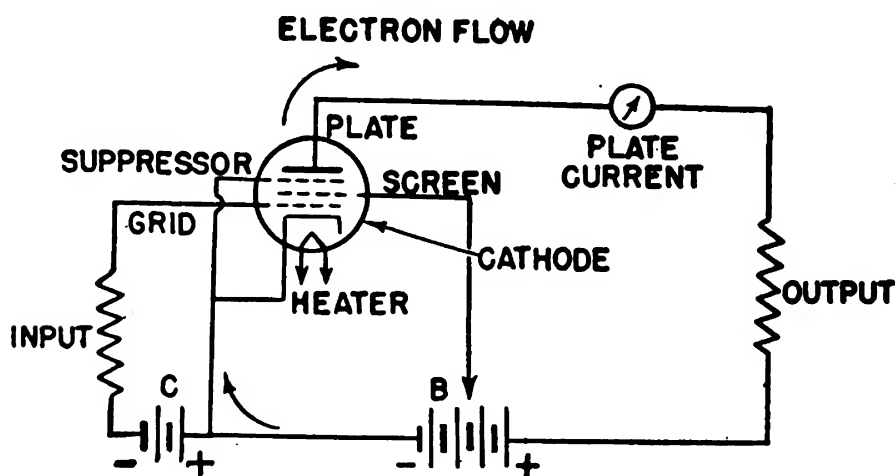 ELECTRON FLOW
PLATE
SUPPRESSOR
SCREEN
PLATE
CURRENT
GRID
CATHODE
HEATER
OUTPUT
INPUT
C
B
- +
- +